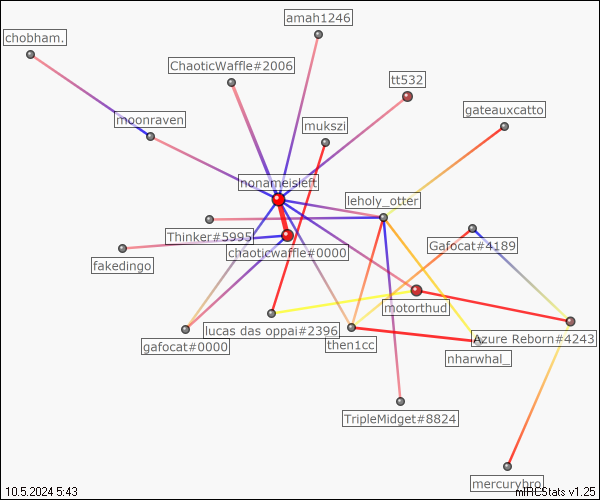 amah1246
chobham.
ChaoticWaffle#2006
tt532
gateauxcatto
moonraven
mukszi
nonameisleft
leholy_otter
Thinker#5995
Gafocat#4189
chaoticwaffle#0000
fakedingo
motorthud
lucas das oppai#2396
Azure Reborn#4243
gafocat#0000
then1cc
nharwhal_
TripleMidget#8824
mercurybro
10.5.2024 5:43
mIRCStats v1.25